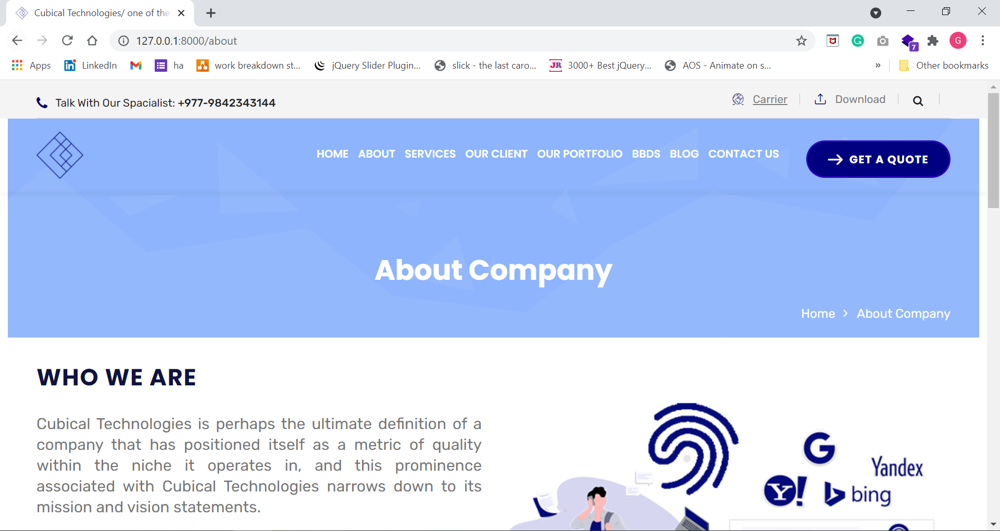 Cubical Technologies/ one of the
127.0.0.1:8000/about
G
7
G
Apps
LinkedIn
ha
work breakdown st...
jQuery Slider Plugin...
slick - the last caro...
JR
3000+ Best jQuery...
AOS - Animate on s...
»
Other bookmarks
Talk With Our Spacialist: +977-9842343144
Carrier
Download
HOME ABOUT SERVICES OUR CLIENT OUR PORTFOLIO BBDS BLOG CONTACT US
GET A QUOTE
About Company
Home > About Company
WHO WE ARE
Cubical Technologies is perhaps the ultimate definition of a
company that has positioned itself as a metric of quality
within the niche it operates in, and this prominence
associated with Cubical Technologies narrows down to its
mission and vision statements.
G
Yandex
Y!
bing